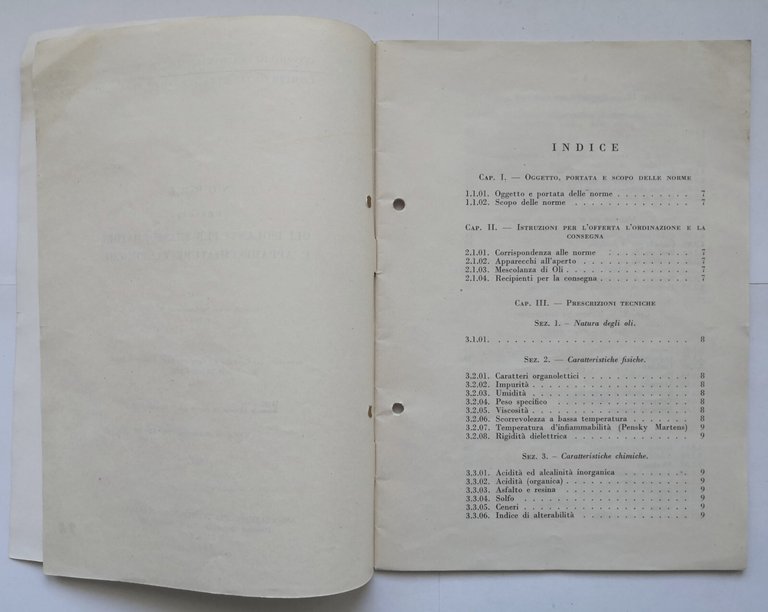 INDICE
Cap. I. — Oggetto, portata e scopo delle norme
1.1.01. Oggetto e portata delle norme . . . . . . . . . 7
1.1.02. Scopo delle norme . . . . . . . . . . . . . 7
Cap. II. — Istruzioni per l'offerta l'ordinazione e la
consegna
2.1.01. Corrispondenza alle norme . . . . . . . . . . 7
2.1.02. Apparecchi all'aperto . . . . . . . . . . . . 7
2.1.03. Mescolanza di Oli . . . . . . . . . . . . . . 7
2.1.04. Recipienti per la consegna . . . . . . . . . . 7
Cap. III. — Prescrizioni tecniche
Sez. 1. – Natura degli oli.
3.1.01. . . . . . . . . . . . . . . . . . . . . . 8
Sez. 2. – Caratteristiche fisiche.
3.2.01. Caratteri organolettici . . . . . . . . . . . . 8
3.2.02. Impurità . . . . . . . . . . . . . . . . . 8
3.2.03. Umidità . . . . . . . . . . . . . . . . . 8
3.2.04. Peso specifico . . . . . . . . . . . . . . . 8
3.2.05. Viscosità . . . . . . . . . . . . . . . . . 8
3.2.06. Scorrevolezza a bassa temperatura . . . . . . . 8
3.2.07. Temperatura d'infiammabilità (Pensky Martens) 9
3.2.08. Rigidità dielettrica . . . . . . . . . . . . . 9
Sez. 3. – Caratteristiche chimiche.
3.3.01. Acidità ed alcalinità inorganica . . . . . . . . 9
3.3.02. Acidità (organica) . . . . . . . . . . . . . . 9
3.3.03. Asfalto e resina . . . . . . . . . . . . . . 9
3.3.04. Solfo . . . . . . . . . . . . . . . . . . 9
3.3.05. Ceneri . . . . . . . . . . . . . . . . . . 9
3.3.06. Indice di alterabilità . . . . . . . . . . . . 9